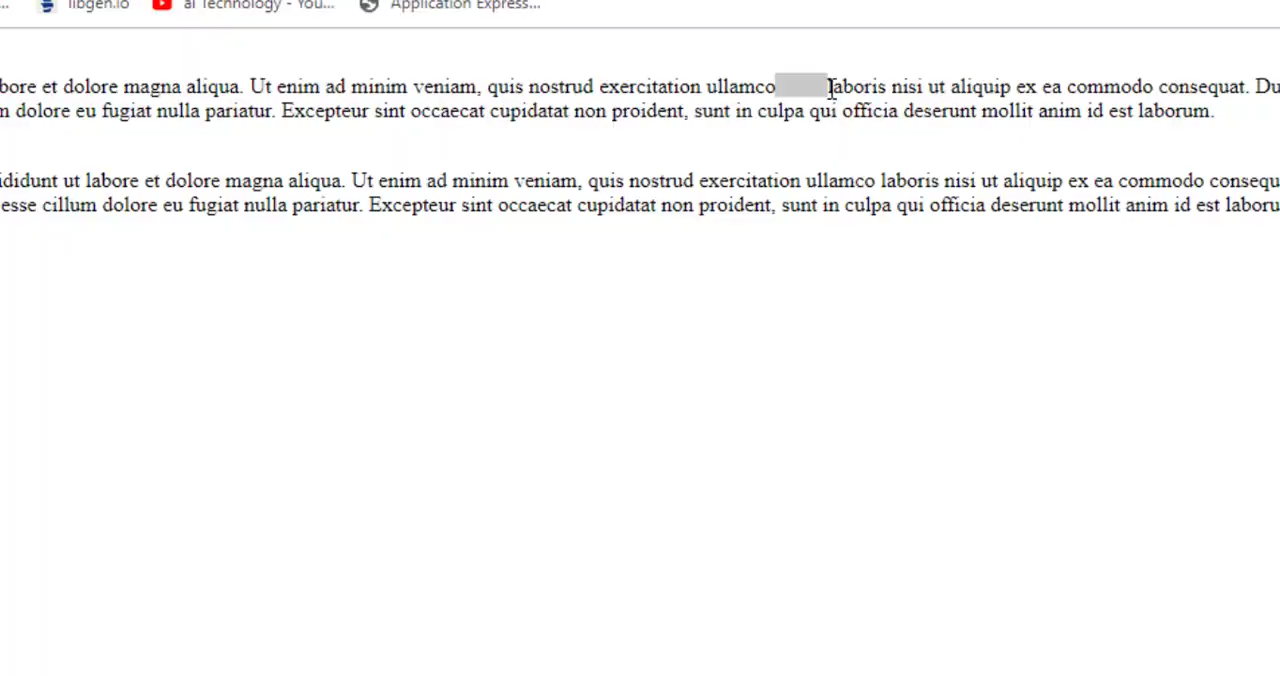 ... libgen.io al Technology - You... Application Express...
bore et dolore magna aliqua. Ut enim ad minim veniam, quis nostrud exercitation ullamco laboris nisi ut aliquip ex ea commodo consequat. Du
m dolore eu fugiat nulla pariatur. Excepteur sint occaecat cupidatat non proident, sunt in culpa qui officia deserunt mollit anim id est laborum.
ididunt ut labore et dolore magna aliqua. Ut enim ad minim veniam, quis nostrud exercitation ullamco laboris nisi ut aliquip ex ea commodo consequ
esse cillum dolore eu fugiat nulla pariatur. Excepteur sint occaecat cupidatat non proident, sunt in culpa qui officia deserunt mollit anim id est laboru